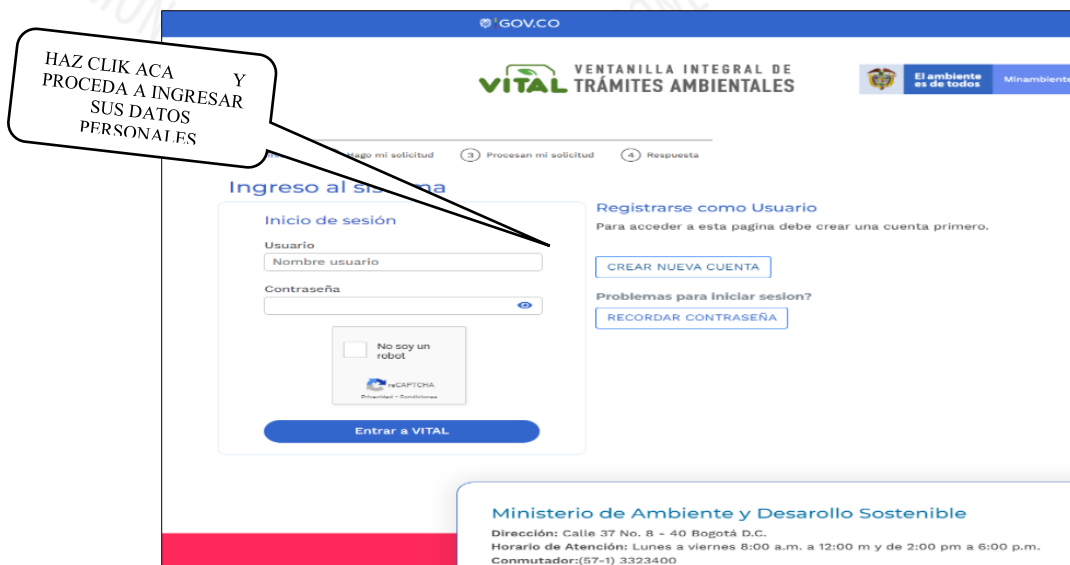 GOV.CO
HAZ CLIK ACA Y
PROCEDA A INGRESAR
SUS DATOS
PERSONALES
VITAL
VENTANILLA INTEGRAL DE
TRÁMITES AMBIENTALES
El ambiente
es de todos
Minambiente
Hago mi solicitud
3 Procesan mi solicitud
4 Respuesta
Ingreso al sistema
Inicio de sesión
Usuario
Nombre usuario
Contraseña
No soy un
robot
reCAPTCHA
Privacidad - Condiciones
Entrar a VITAL
Registrarse como Usuario
Para acceder a esta pagina debe crear una cuenta primero.
CREAR NUEVA CUENTA
Problemas para iniciar sesion?
RECORDAR CONTRASEÑA
Ministerio de Ambiente y Desarollo Sostenible
Dirección: Calle 37 No. 8 - 40 Bogotá D.C.
Horario de Atención: Lunes a viernes 8:00 a.m. a 12:00 m y de 2:00 pm a 6:00 p.m.
Conmutador:(57-1) 3323400